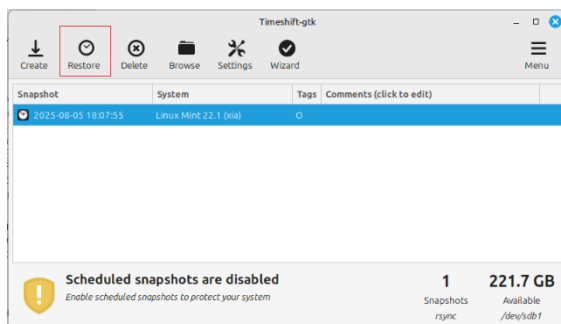 Timeshift-gtk
Create Restore Delete Browse Settings Wizard Menu
Snapshot System Tags Comments (click to edit)
2025-08-05 18:07:55 Linux Mint 22.1 (xia) O
Scheduled snapshots are disabled
Enable scheduled snapshots to protect your system
1 221.7 GB
Snapshots Available
rsync /dev/sdb1